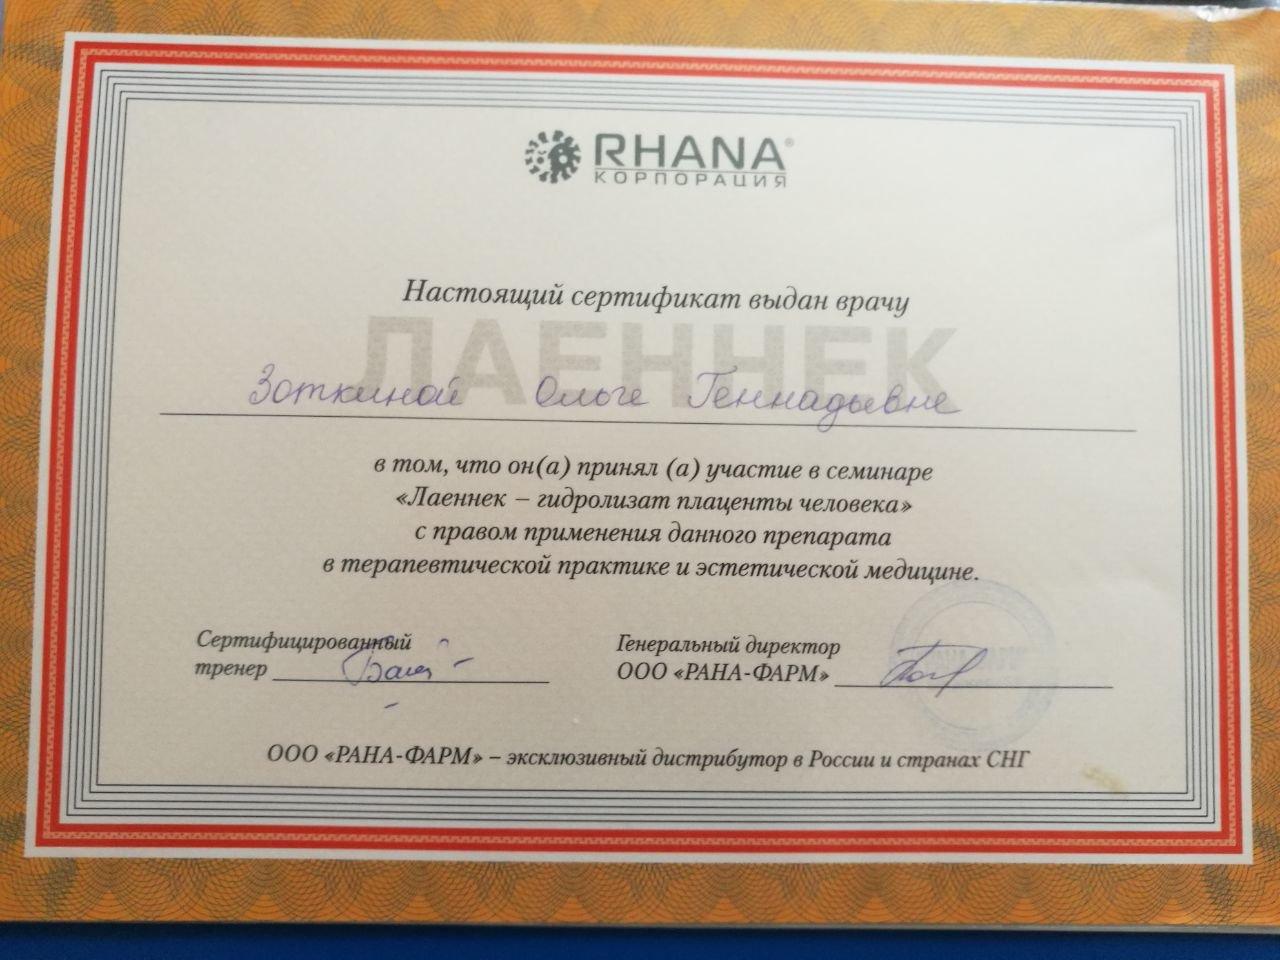 RHANA®
КОРПОРАЦИЯ
Настоящий сертификат выдан врачу
ЛАЕННЕК
Зоткиной Ольге Геннадьевне
в том, что он(а) принял (а) участие в семинаре
«Лаеннек – гидролизат плаценты человека»
с правом применения данного препарата
в терапевтической практике и эстетической медицине.
Сертифицированный
тренер
Генеральный директор
ООО «РАНА-ФАРМ»
ООО «РАНА-ФАРМ» – эксклюзивный дистрибутор в России и странах СНГ